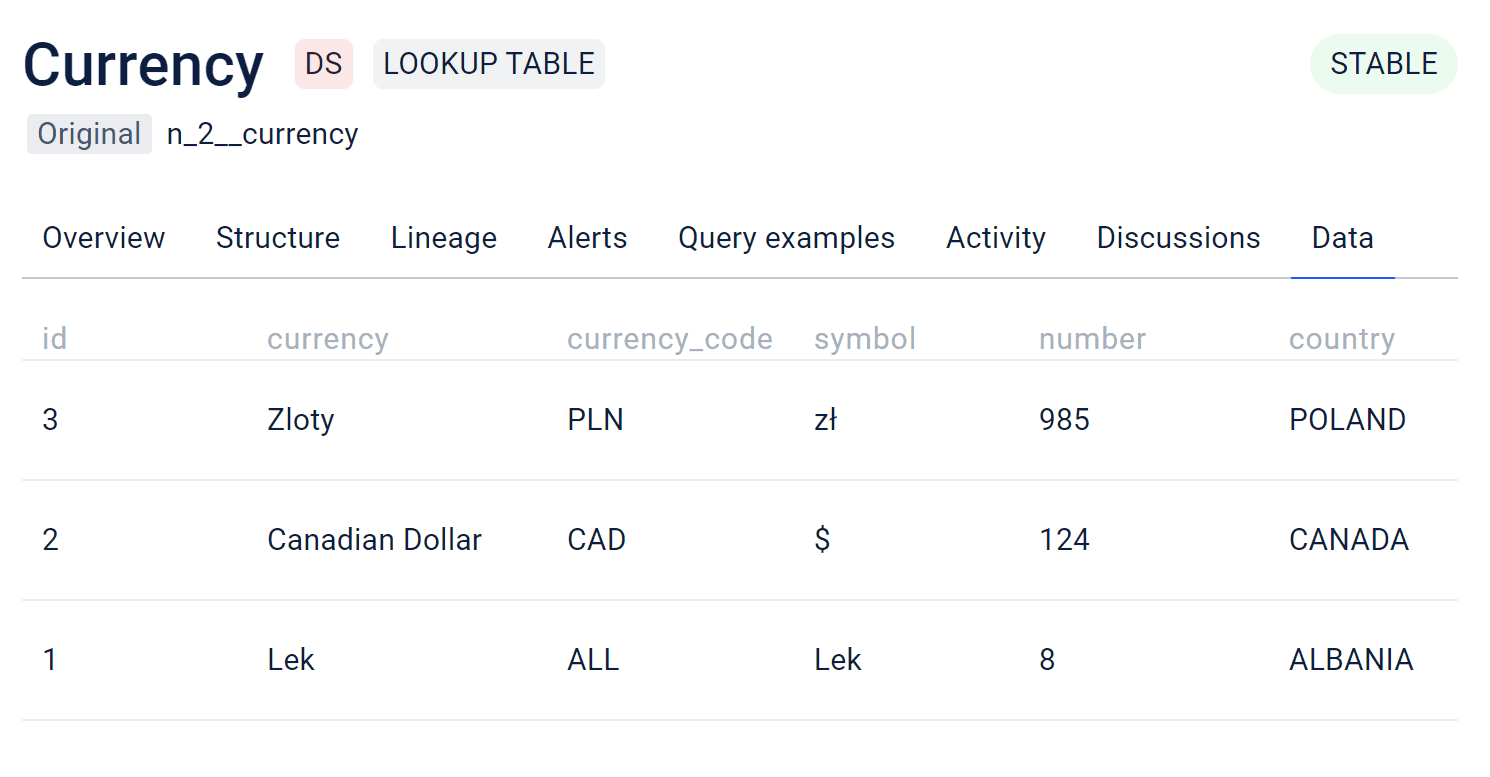 Currency DS LOOKUP TABLE STABLE
Original n_2__currency
Overview Structure Lineage Alerts Query examples Activity Discussions Data
id currency currency_code symbol number country
3 Zloty PLN zł 985 POLAND
2 Canadian Dollar CAD $ 124 CANADA
1 Lek ALL Lek 8 ALBANIA